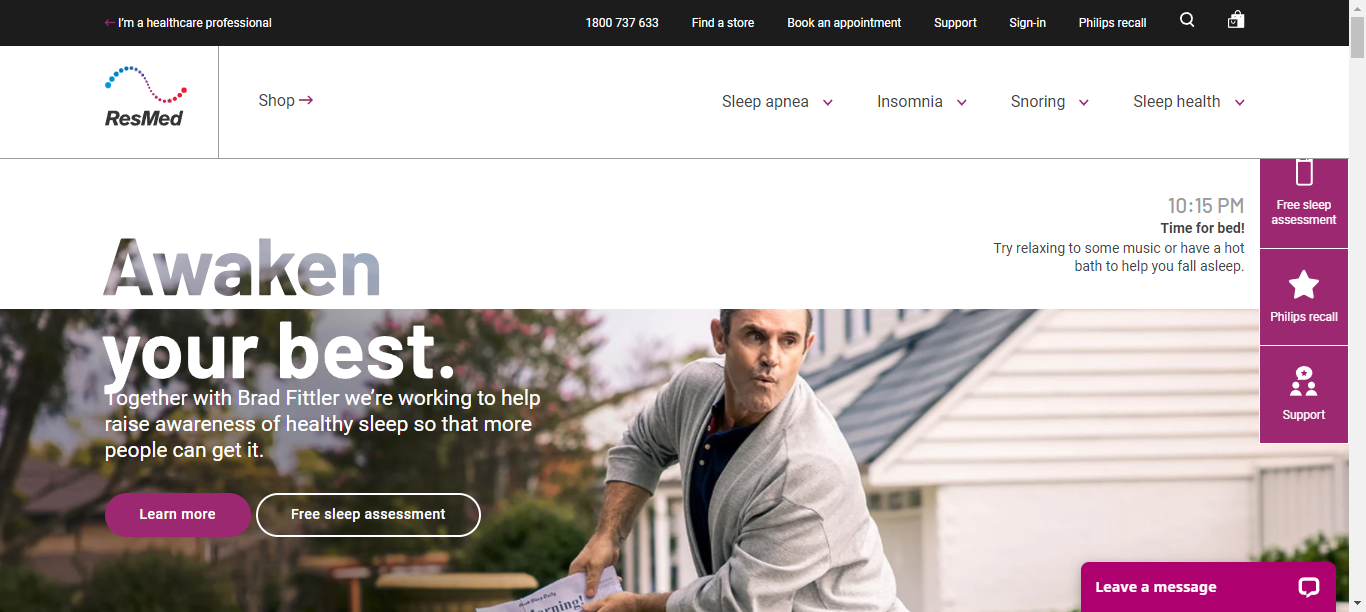 I'm a healthcare professional
1800 737 633
Find a store
Book an appointment
Support
Sign-in
Philips recall
ResMed
Shop
Sleep apnea
Insomnia
Snoring
Sleep health
10:15 PM
Time for bed!
Try relaxing to some music or have a hot
bath to help you fall asleep.
Free sleep
assessment
Philips recall
Support
Awaken
your best.
Together with Brad Fittler we're working to help
raise awareness of healthy sleep so that more
people can get it.
Learn more
Free sleep assessment
Morning!
Leave a message